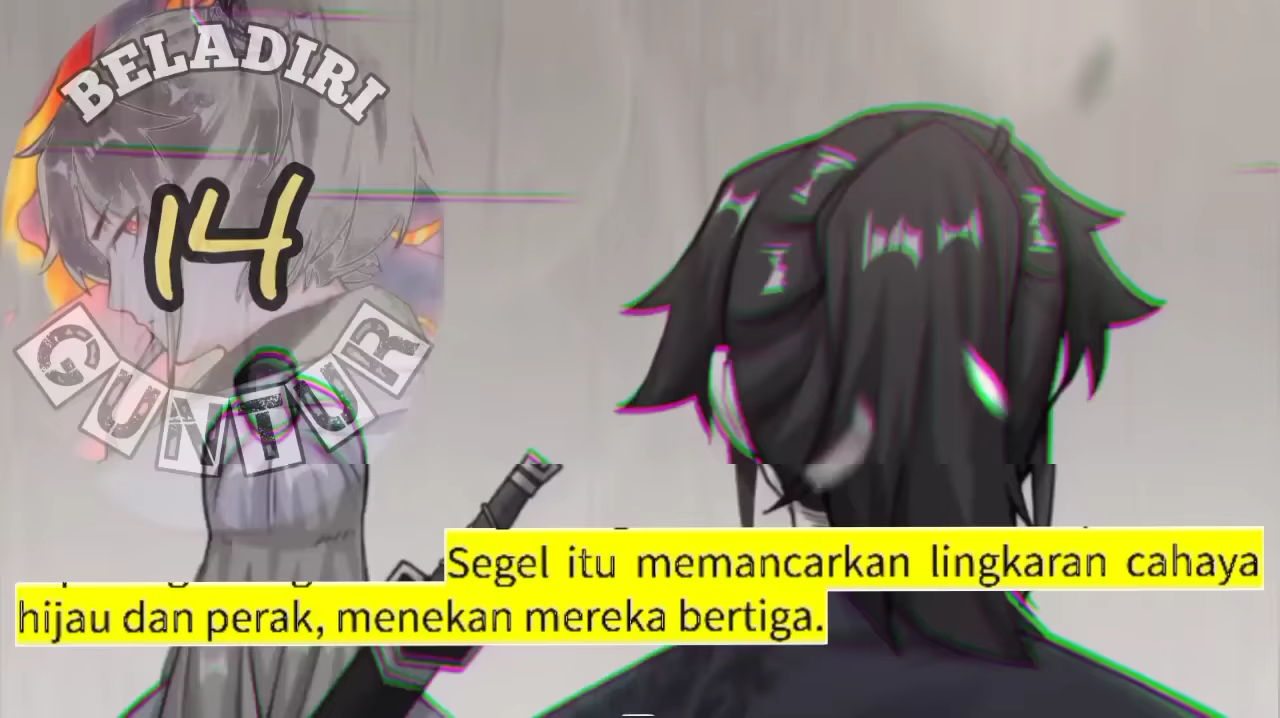 BELADIRI
14
GUNTUR
Segel itu memancarkan lingkaran cahaya
hijau dan perak, menekan mereka bertiga.